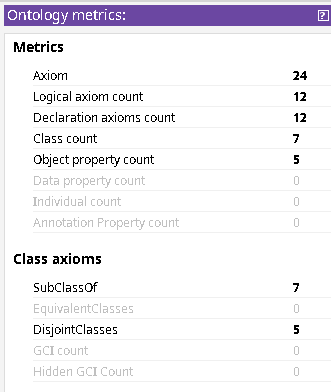 Ontology metrics:
Metrics
Axiom 24
Logical axiom count 12
Declaration axioms count 12
Class count 7
Object property count 5
Data property count 0
Individual count 0
Annotation Property count 0
Class axioms
SubClassOf 7
EquivalentClasses 0
DisjointClasses 5
GCI count 0
Hidden GCI Count 0